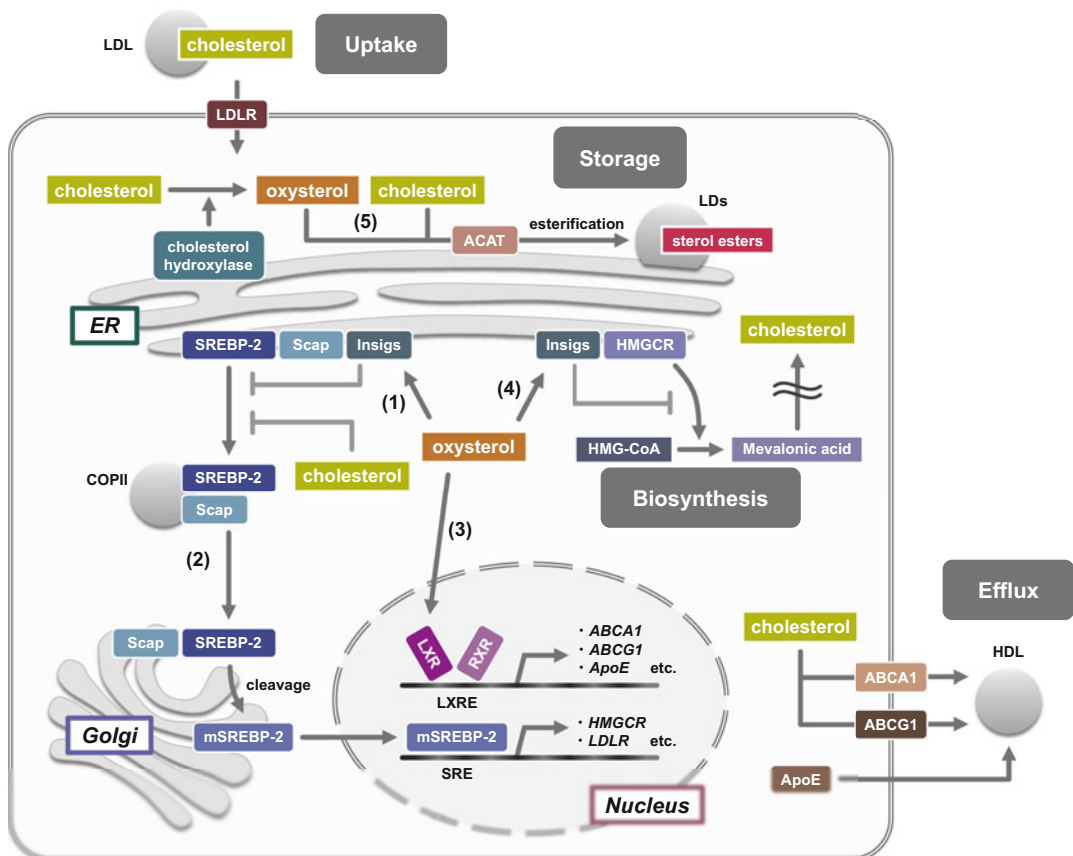 LDL
cholesterol
Uptake
LDLR
Storage
cholesterol
oxysterol
cholesterol
LDs
(5)
esterification
ACAT
sterol esters
cholesterol
hydroxylase
ER
cholesterol
SREBP-2
Scap
Insigs
Insigs
HMGCR
(1)
(4)
oxysterol
HMG-CoA
Mevalonic acid
cholesterol
COPII
SREBP-2
Scap
Biosynthesis
(3)
(2)
Efflux
cholesterol
Scap
SREBP-2
LXR
RXR
・ABCA1
・ABCG1
・ApoE etc.
HDL
cleavage
ABCA1
LXRE
ABCG1
Golgi
mSREBP-2
mSREBP-2
・HMGCR
・LDLR etc.
SRE
ApoE
Nucleus